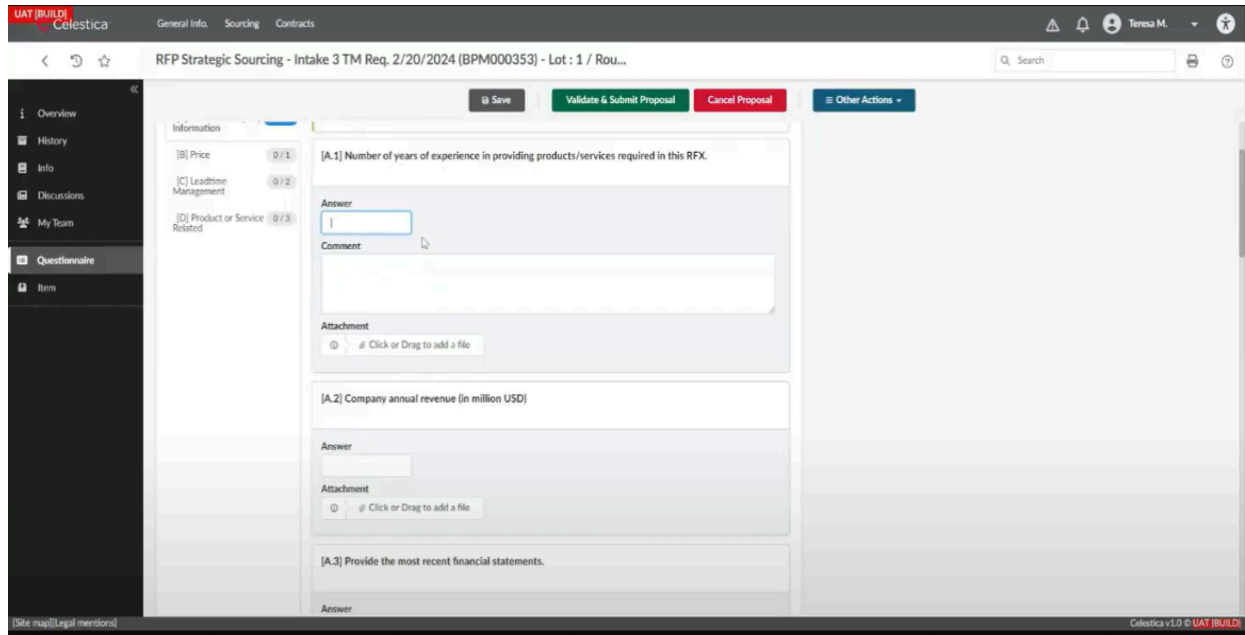 UAT [BUILD]
Celestica
General Info. Sourcing Contracts
Teresa M.
RFP Strategic Sourcing - Intake 3 TM Req. 2/20/2024 (BPM000353) - Lot : 1 / Rou...
Search
Save
Validate & Submit Proposal
Cancel Proposal
Other Actions
Overview
History
Info
Discussions
My Team
Questionnaire
Item
Information
[B] Price 0/1
[C] Leadtime
Management
0/2
[D] Product or Service
Related
0/3
[A.1] Number of years of experience in providing products/services required in this RFX.
Answer
Comment
Attachment
Click or Drag to add a file
[A.2] Company annual revenue (in million USD)
Answer
Attachment
Click or Drag to add a file
[A.3] Provide the most recent financial statements.
Answer
[Site map][Legal mentions]
Celestica v1.0 © UAT [BUILD]